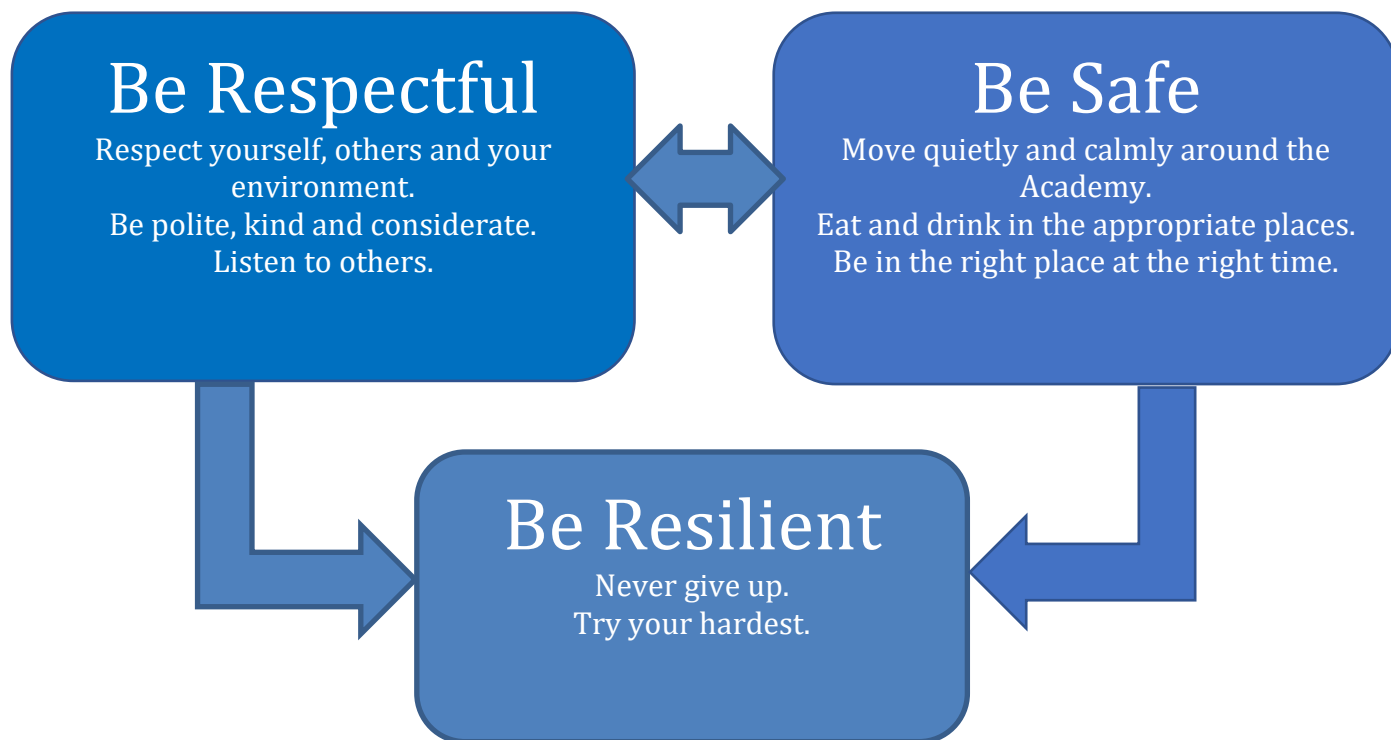 Be Respectful
Respect yourself, others and your
environment.
Be polite, kind and considerate.
Listen to others.
Be Safe
Move quietly and calmly around the
Academy.
Eat and drink in the appropriate places.
Be in the right place at the right time.
Be Resilient
Never give up.
Try your hardest.